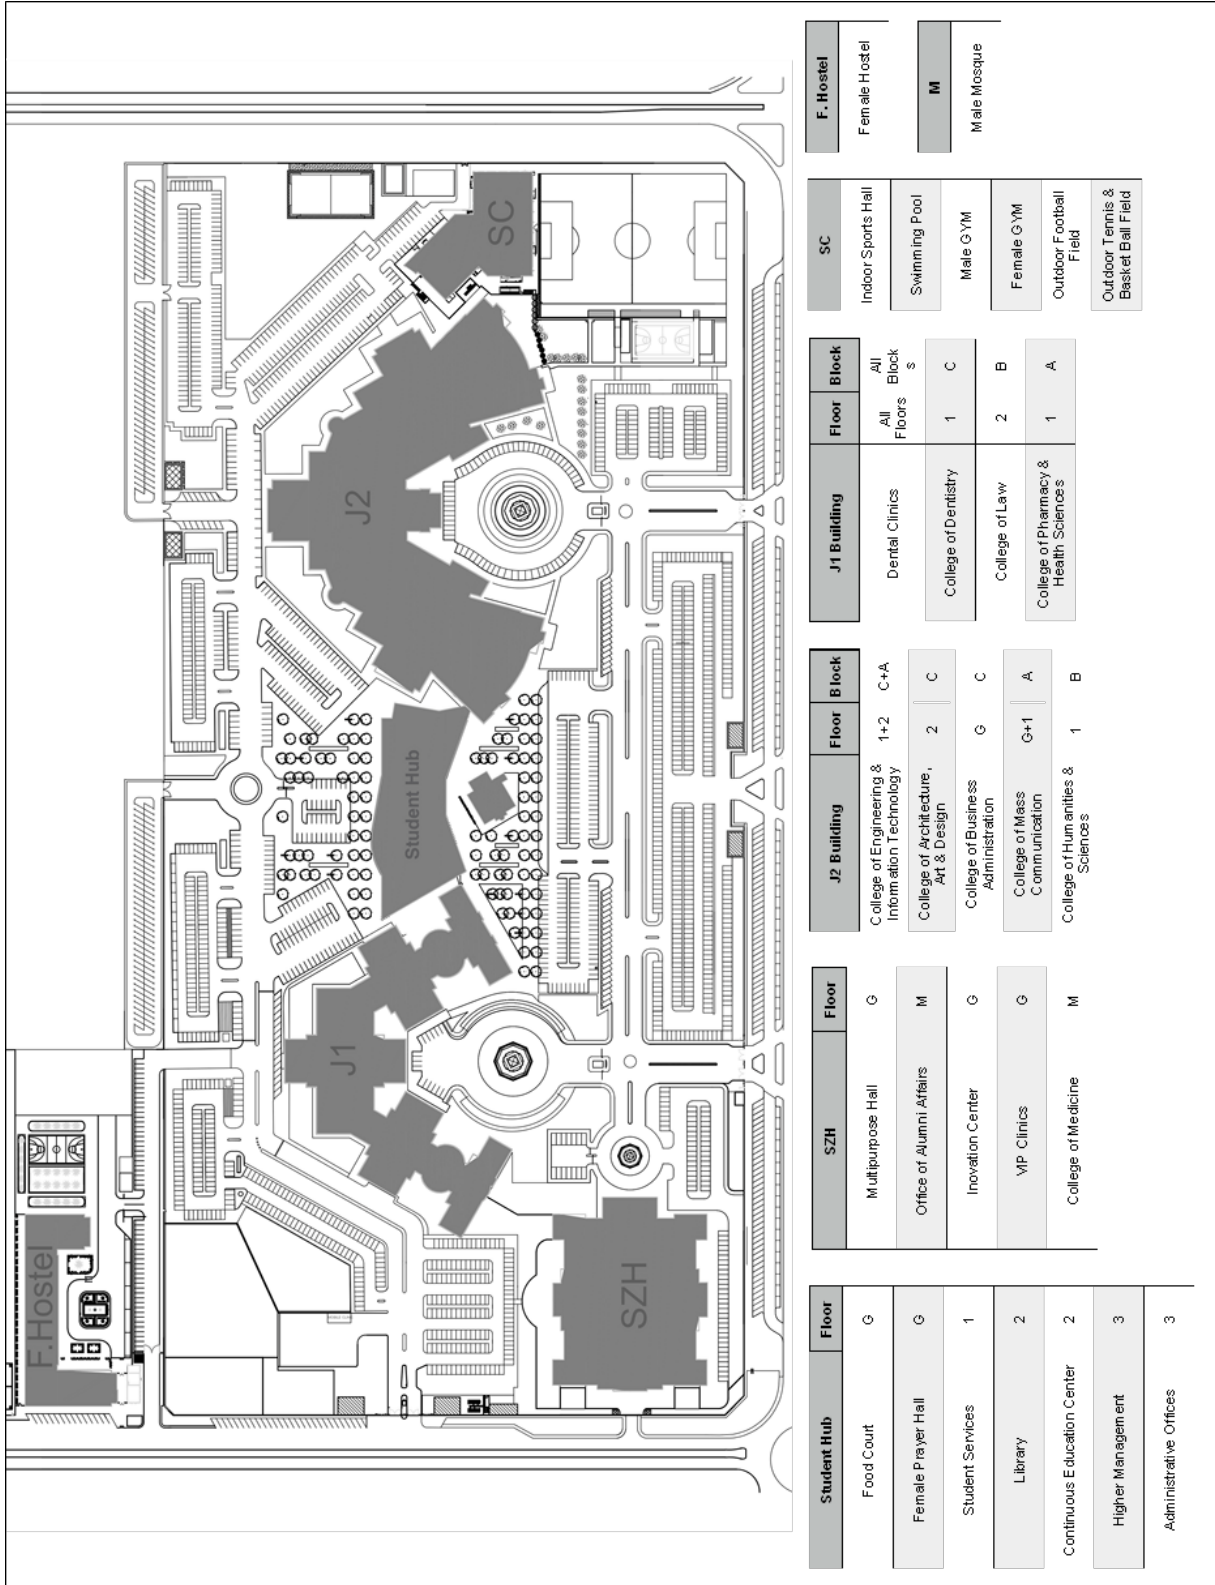 F.Hostel
SZH
J1
Student Hub
J2
SC
Student Hub Floor
Food Court G
Female Prayer Hall G
Student Services 1
Library 2
Continuous Education Center 2
Higher Management 3
Administrative Offices 3
SZH Floor
Multipurpose Hall G
Office of Alumni Affairs M
Inovation Center G
VIP Clinics G
College of Medicine M
J2 Building Floor Block
College of Engineering &
Information Technology 1+2 C+A
College of Architecture,
Art & Design 2 C
College of Business
Administration G C
College of Mass
Communication G+1 A
College of Humanities &
Sciences 1 B
J1 Building Floor Block
Dental Clinics All
Floors All
Block
s
College of Dentistry 1 C
College of Law 2 B
College of Pharmacy &
Health Sciences 1 A
SC
Indoor Sports Hall
Swimming Pool
Male GYM
Female GYM
Outdoor Football
Field
Outdoor Tennis &
Basket Ball Field
F. Hostel
Female Hostel
M
Male Mosque